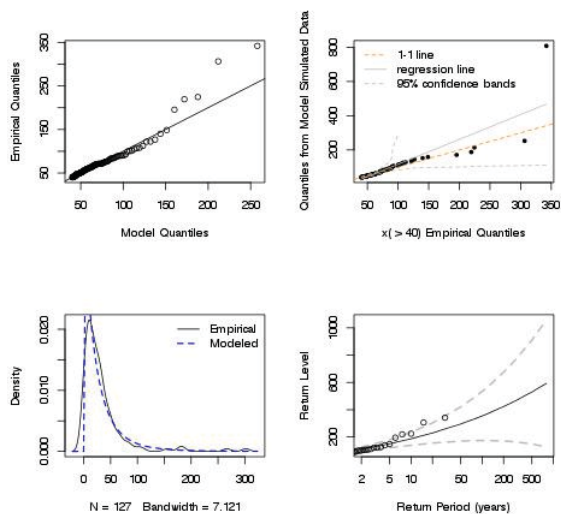 Empirical Quantiles
50 150 250 350
50 100 150 200 250
Model Quantiles
Quantiles from Model Simulated Data
200 400 600 800
1-1 line
regression line
95% confidence bands
50 100 150 200 250 300 350
x( > 40) Empirical Quantiles
Density
0.000 0.010 0.020
Empirical
Modeled
0 50 100 200 300
N = 127 Bandwidth = 7.121
Return Level
200 600 1000
2 5 10 50 200 500
Return Period (years)